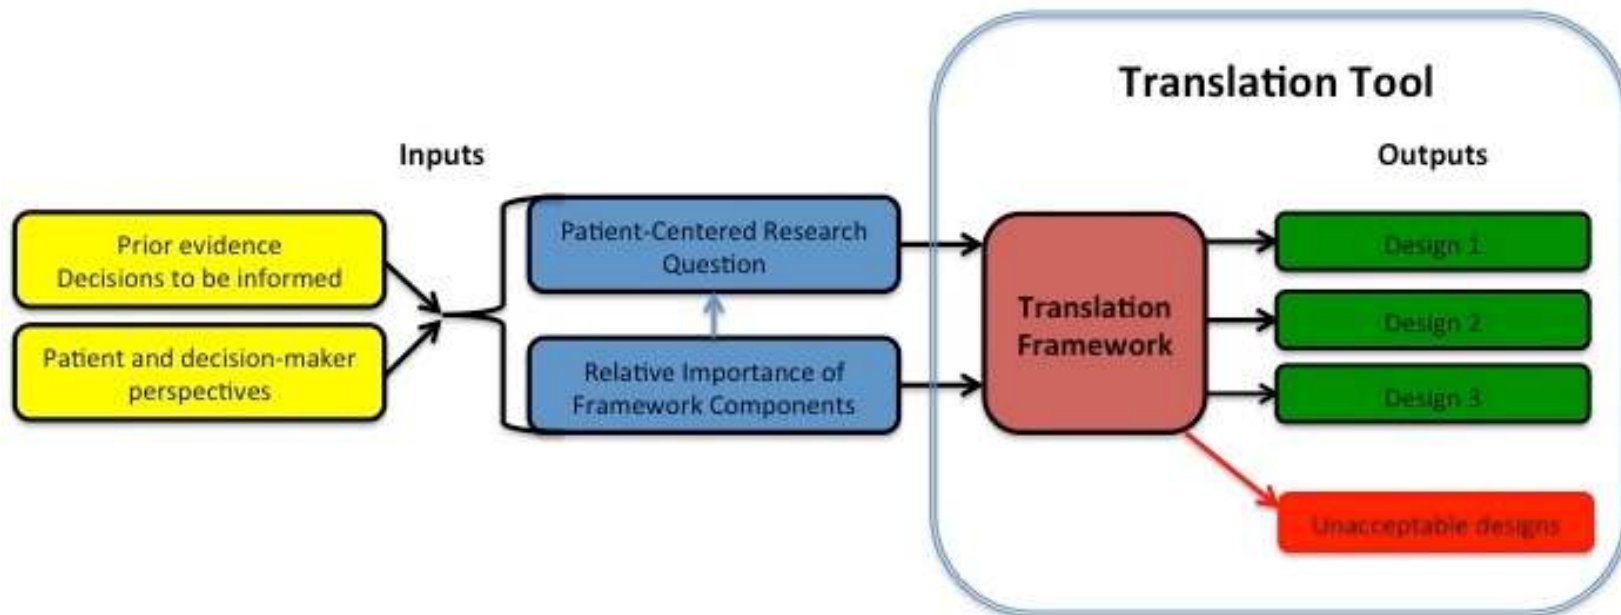 Translation Tool
Inputs
Outputs
Prior evidence
Decisions to be informed
Patient and decision-maker
perspectives
Patient-Centered Research
Question
Relative Importance of
Framework Components
Translation
Framework
Design 1
Design 2
Design 3
Unacceptable designs